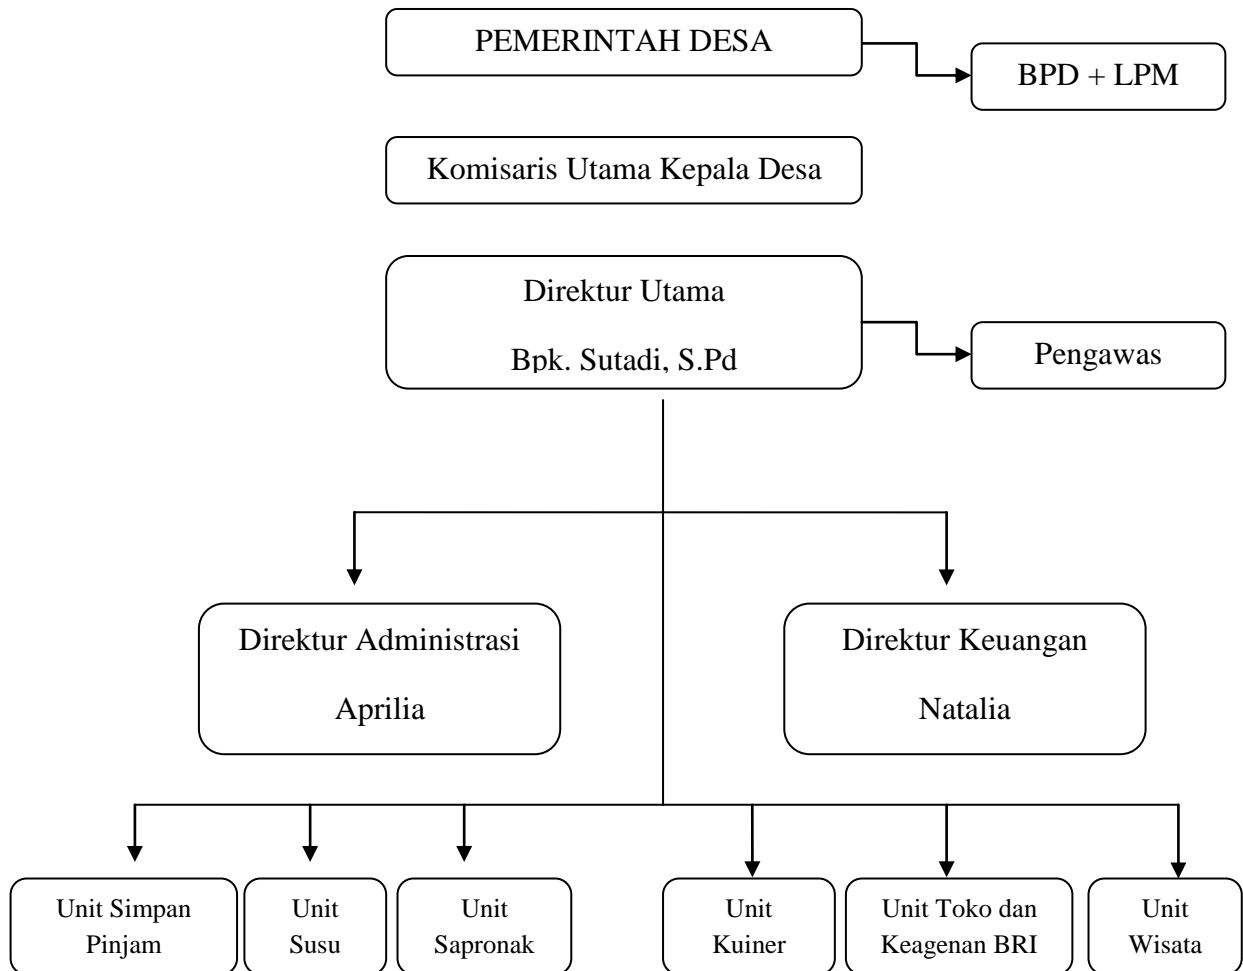 PEMERINTAH DESA
BPD + LPM
Komisaris Utama Kepala Desa
Direktur Utama
Bpk. Sutadi, S.Pd
Pengawas
Direktur Administrasi
Aprilia
Direktur Keuangan
Natalia
Unit Simpan
Pinjam
Unit
Susu
Unit
Sapronak
Unit
Kuiner
Unit Toko dan
Keagenan BRI
Unit
Wisata